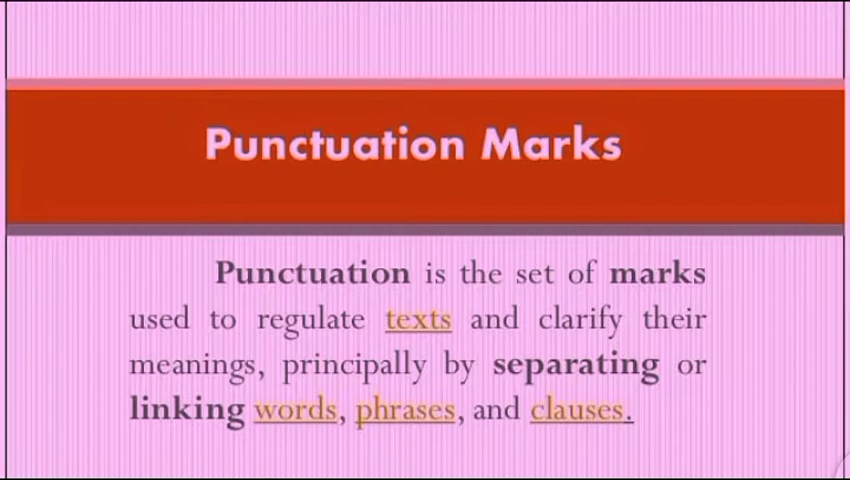 Punctuation Marks
Punctuation is the set of marks
used to regulate texts and clarify their
meanings, principally by separating or
linking words, phrases, and clauses.